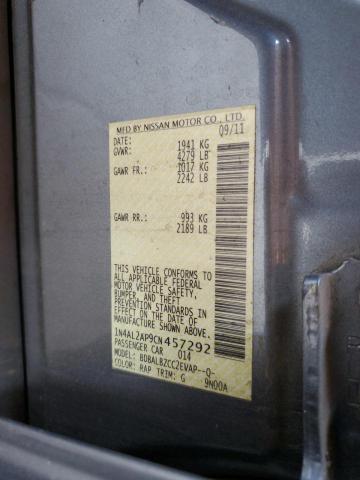 MFD BY NISSAN MOTOR CO., LTD.
DATE: 09/11
GVWR: 1941 KG
4279 LB
GAWR FR.: 1017 KG
2242 LB
GAWR RR.: 993 KG
2189 LB
THIS VEHICLE CONFORMS TO
ALL APPLICABLE FEDERAL
MOTOR VEHICLE SAFETY,
BUMPER, AND THEFT
PREVENTION STANDARDS
IN EFFECT ON THE DATE OF
MANUFACTURE SHOWN ABOVE.
1N4AL2AP9CN457292
PASSENGER CAR 014
MODEL: BDBALBZCC2EVAP--Q-
COLOR: RAP TRIM: G 9N00A